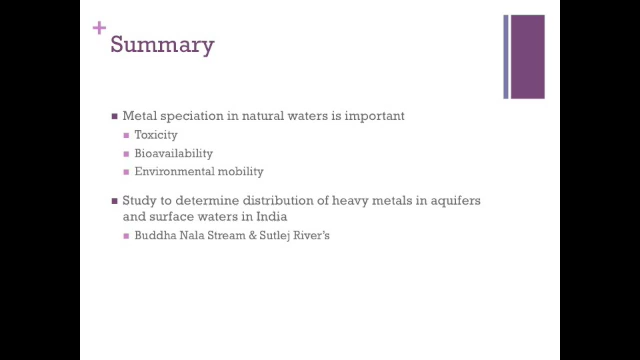 +
Summary
Metal speciation in natural waters is important
Toxicity
Bioavailability
Environmental mobility
Study to determine distribution of heavy metals in aquifers
and surface waters in India
Buddha Nala Stream & Sutlej River's